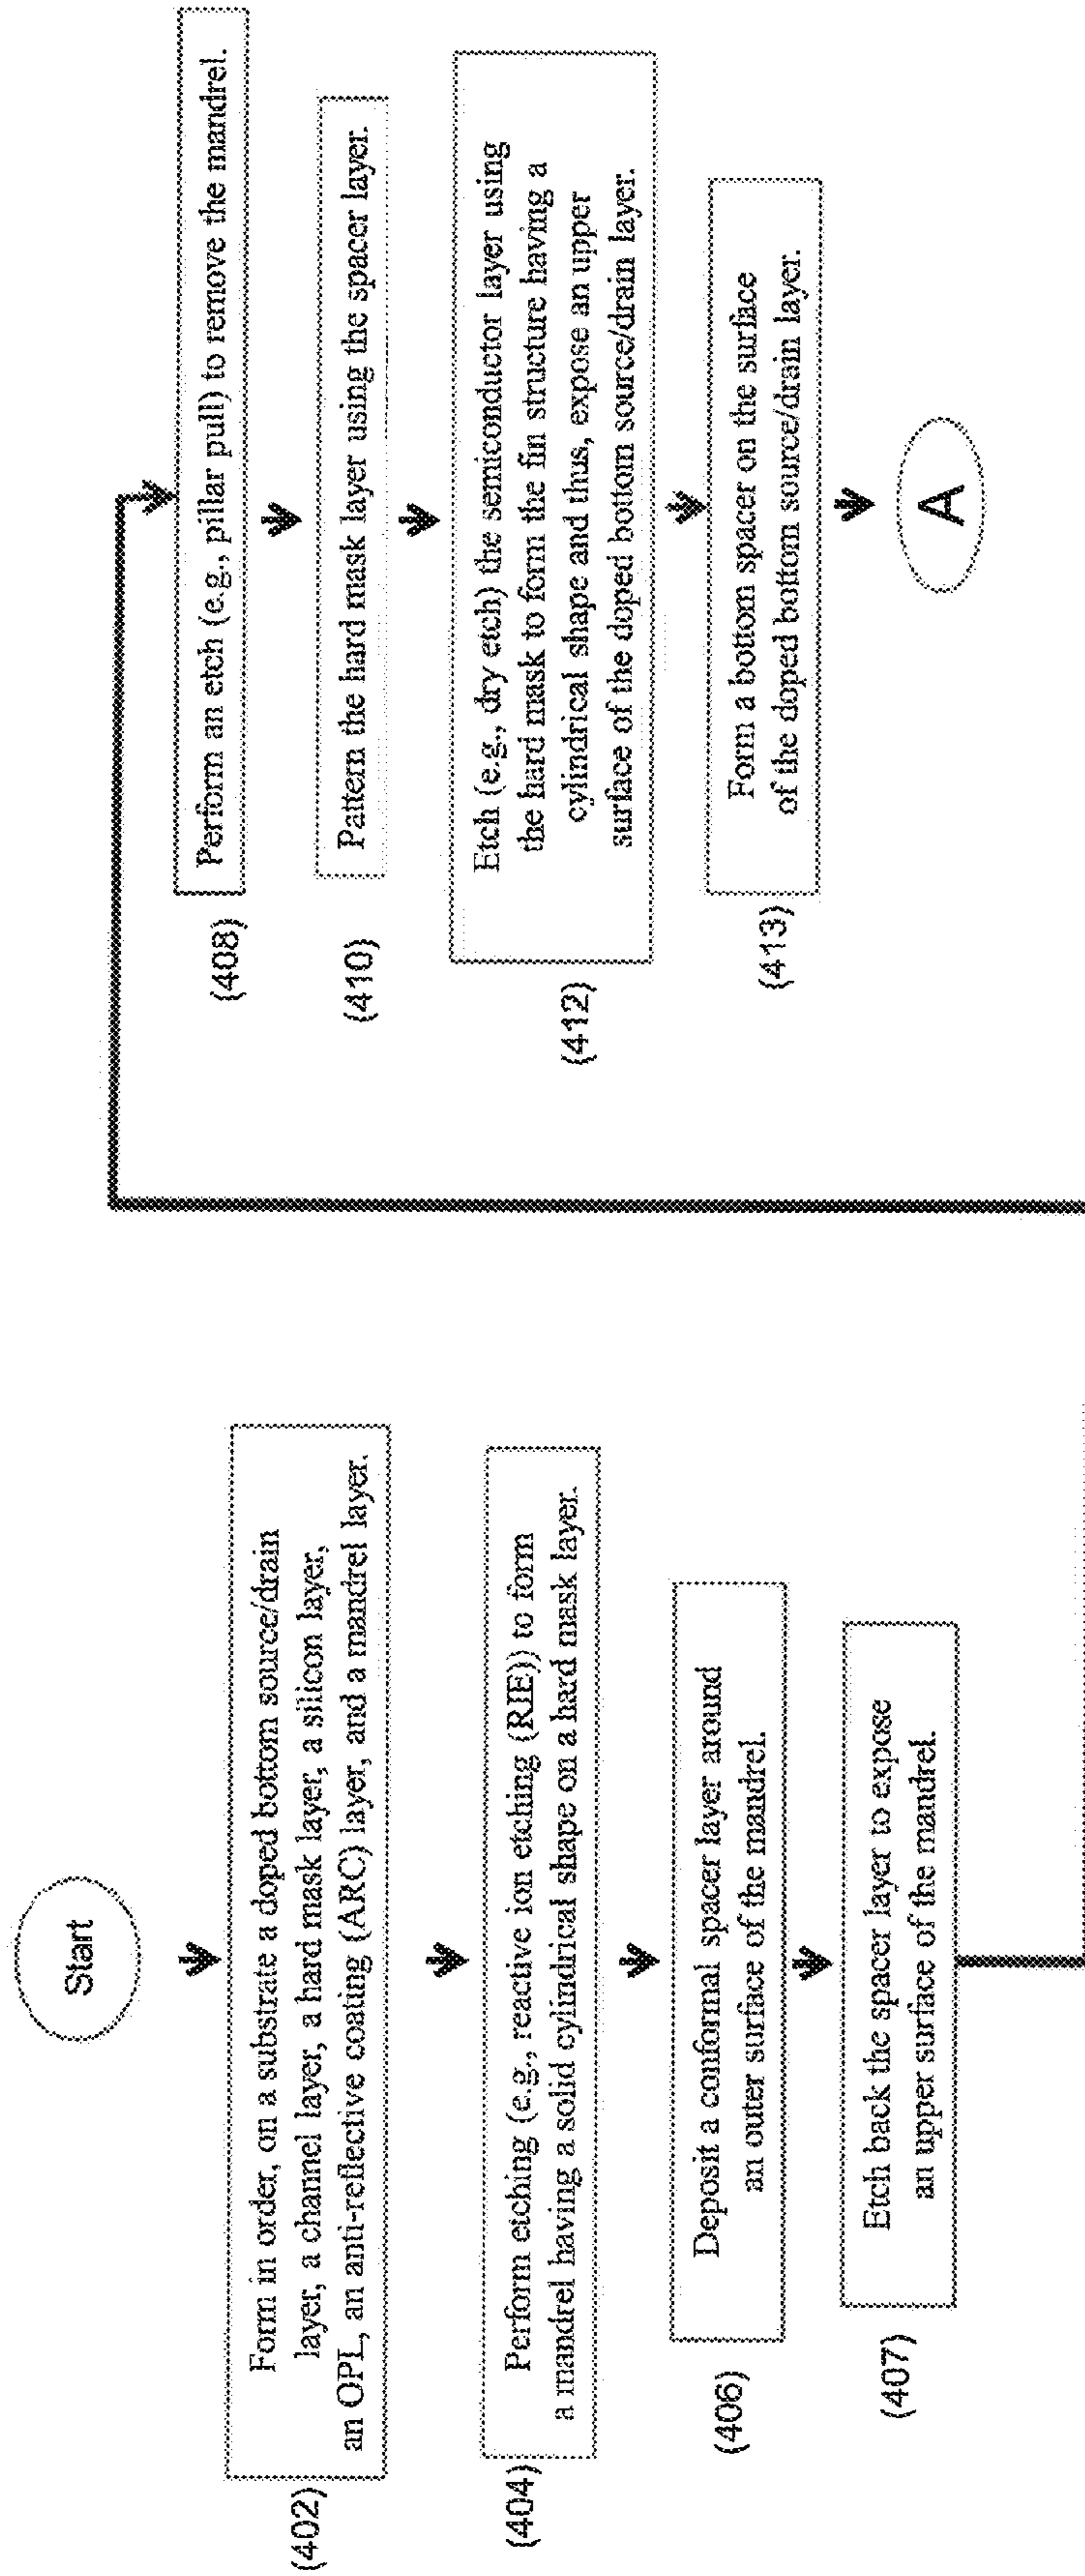 Start
(402)
Form in order, on a substrate a doped bottom source/drain
layer, a channel layer, a hard mask layer, a silicon layer,
an OPL, an anti-reflective coating (ARC) layer, and a mandrel layer.
(404)
Perform etching (e.g., reactive ion etching (RIE)) to form
a mandrel having a solid cylindrical shape on a hard mask layer.
(406)
Deposit a conformal spacer layer around
an outer surface of the mandrel.
(407)
Etch back the spacer layer to expose
an upper surface of the mandrel.
(408)
Perform an etch (e.g., pillar pull) to remove the mandrel.
(410)
Pattern the hard mask layer using the spacer layer.
(412)
Etch (e.g., dry etch) the semiconductor layer using
the hard mask to form the fin structure having a
cylindrical shape and thus, expose an upper
surface of the doped bottom source/drain layer.
(413)
Form a bottom spacer on the surface
of the doped bottom source/drain layer.
A